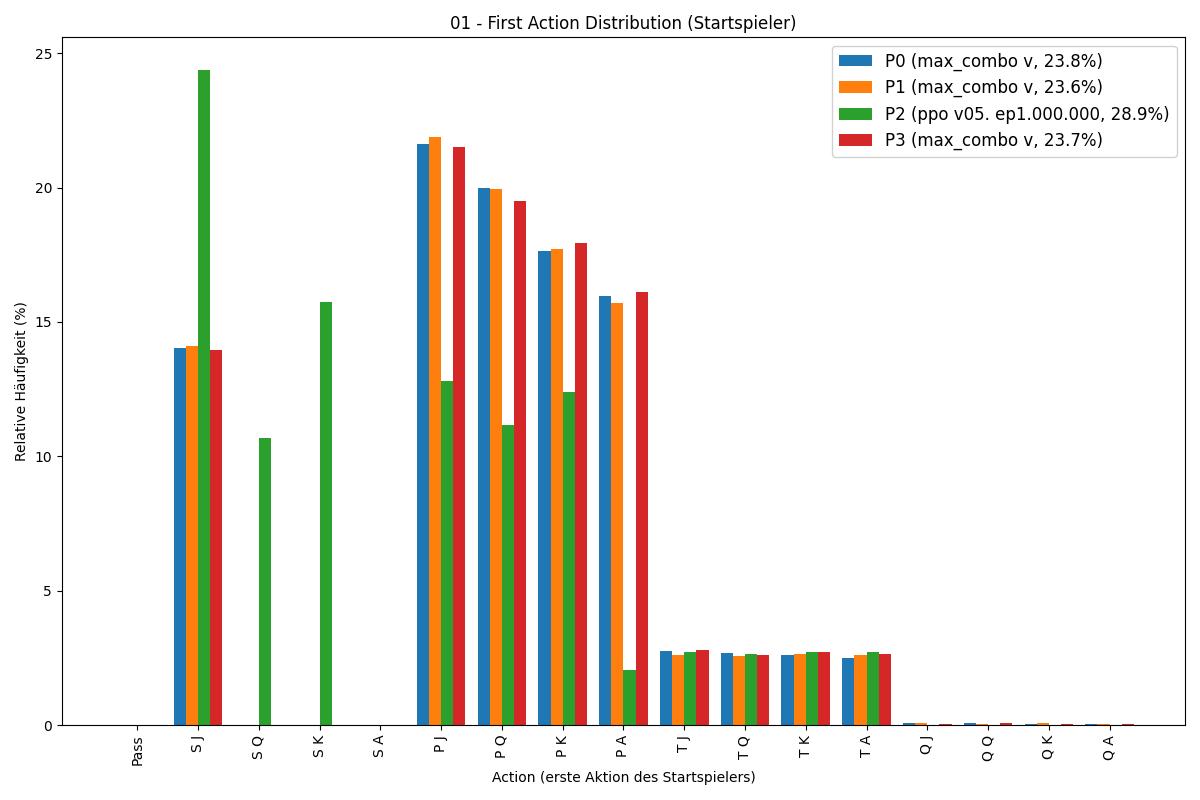 01 - First Action Distribution (Startspieler)
P0 (max_combo v, 23.8%)
P1 (max_combo v, 23.6%)
P2 (ppo v05. ep1.000.000, 28.9%)
P3 (max_combo v, 23.7%)
Relative Häufigkeit (%)
25
20
15
10
5
0
Pass
S J
S Q
S K
S A
P J
P Q
P K
P A
T J
T Q
T K
T A
Q J
Q Q
Q K
Q A
Action (erste Aktion des Startspielers)